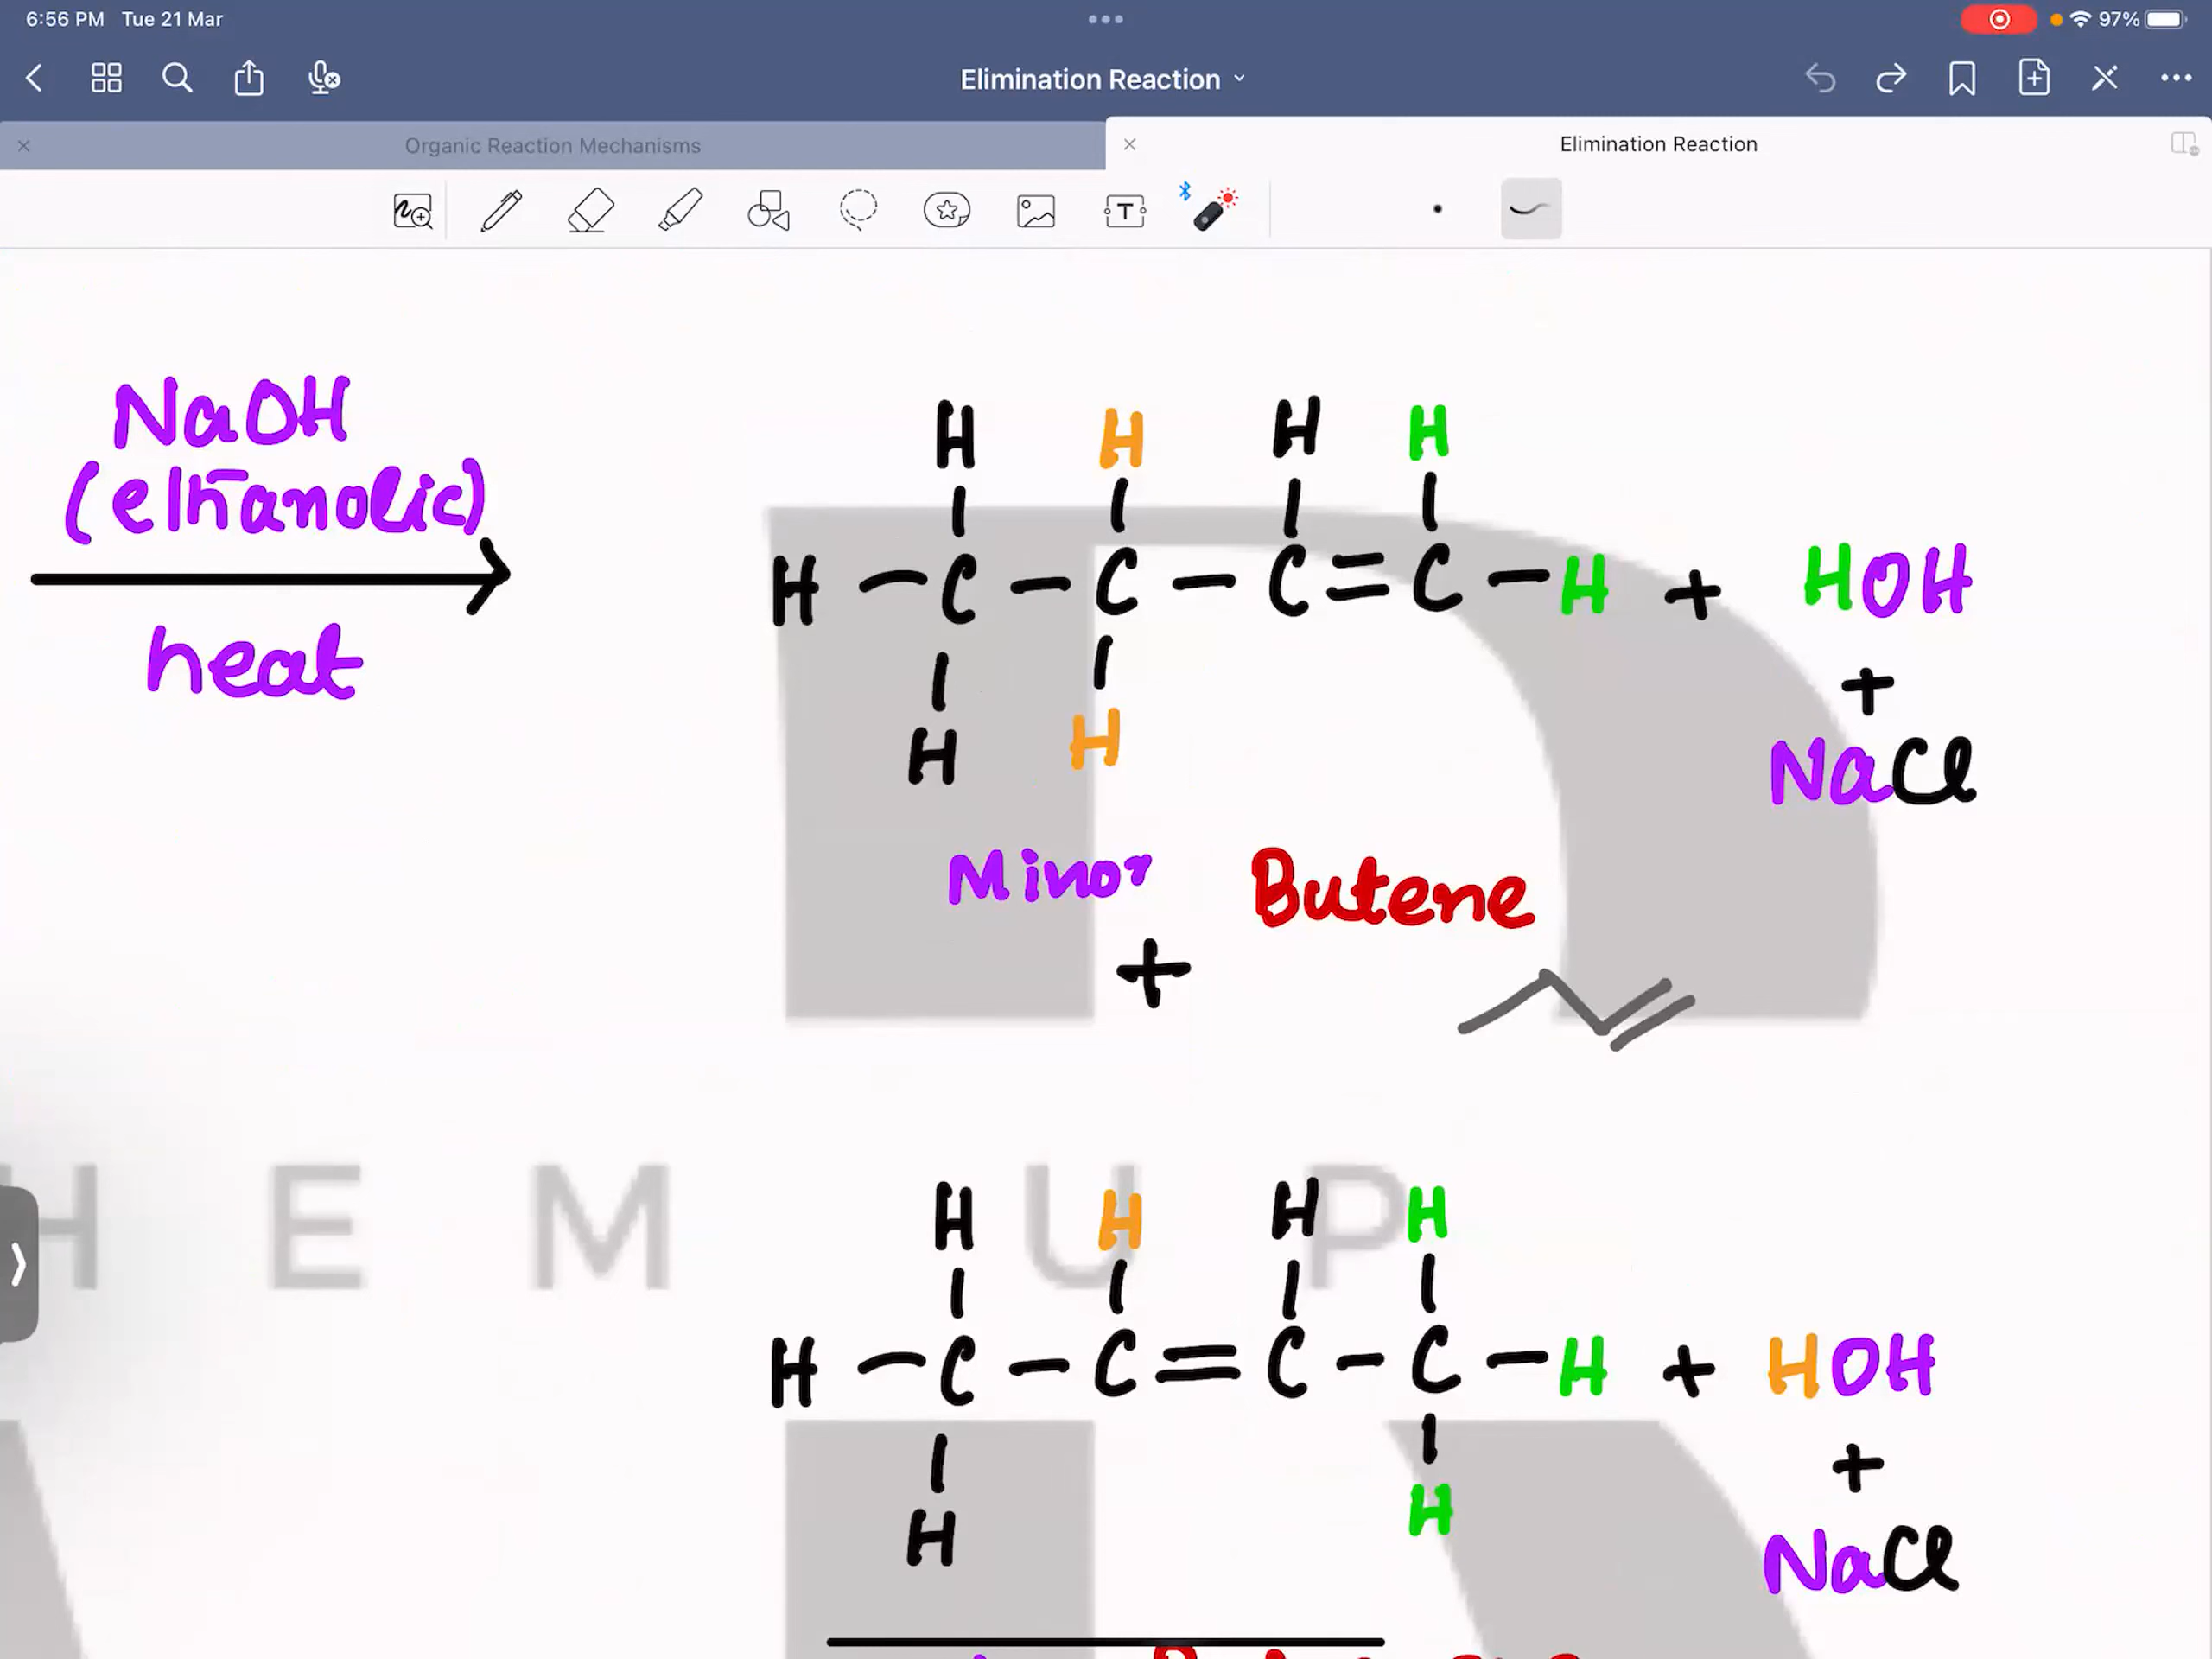 6:56 PM Tue 21 Mar
97%
Elimination Reaction
Organic Reaction Mechanisms
Elimination Reaction
T
NaOH
(ethanolic)
heat
H H H H
H - C - C - C = C - H + HOH
H H
+
NaCl
Minor Butene
+
H E M U P
H H H H
H - C - C = C - C - H + HOH
H H
+
NaCl